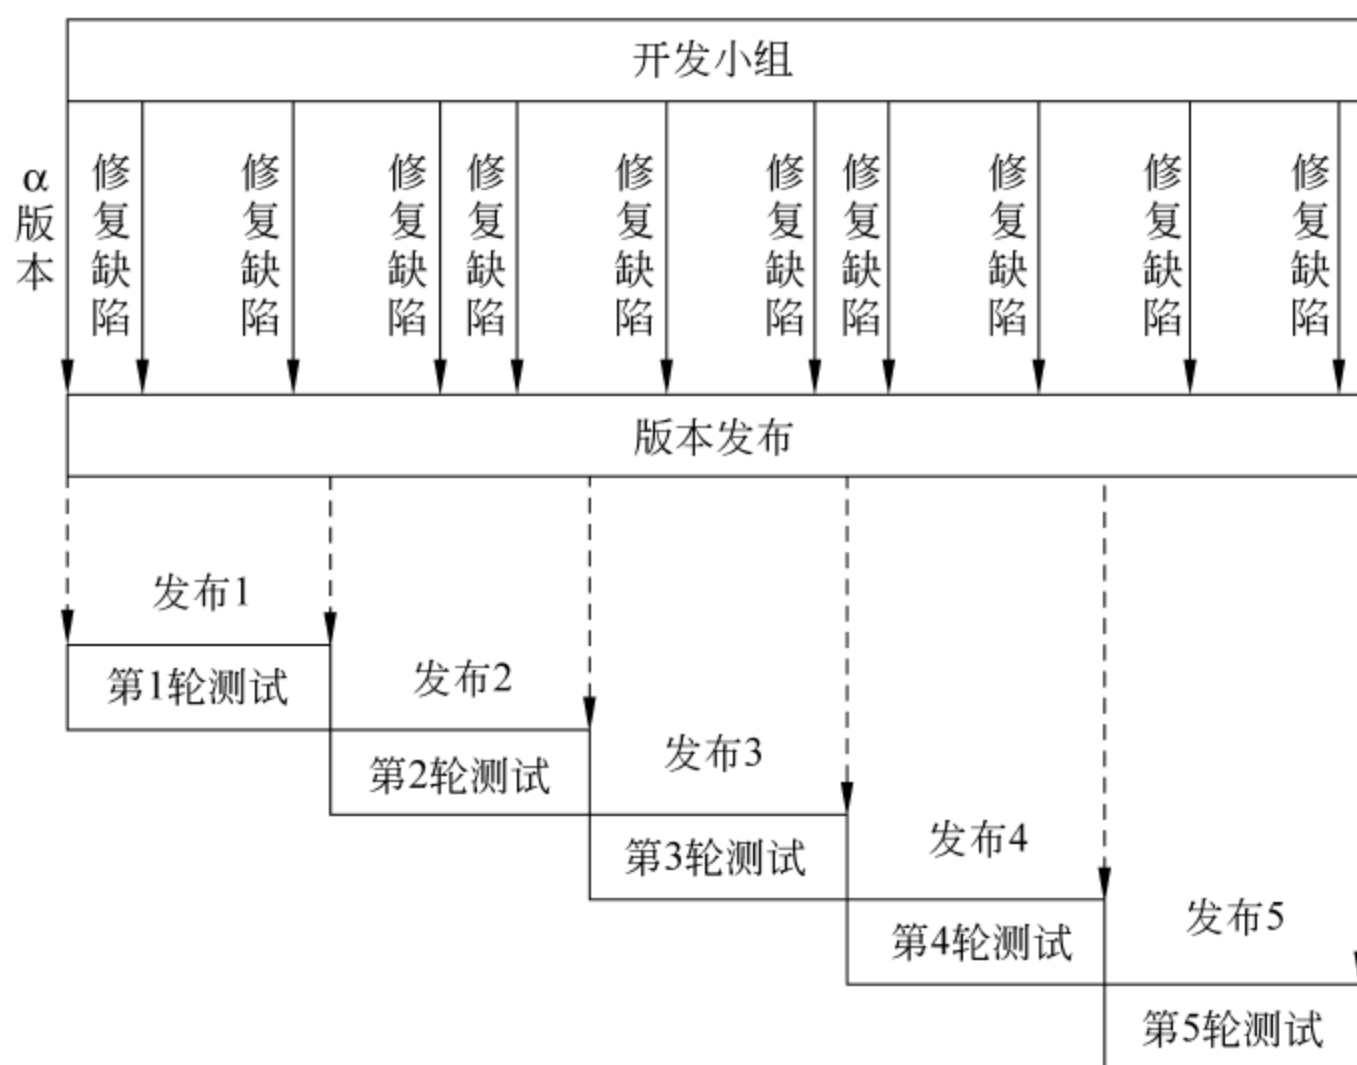 开发小组
α版本
修复缺陷
修复缺陷
修复缺陷
修复缺陷
修复缺陷
修复缺陷
修复缺陷
修复缺陷
修复缺陷
修复缺陷
版本发布
发布1
第1轮测试
发布2
第2轮测试
发布3
第3轮测试
发布4
第4轮测试
发布5
第5轮测试